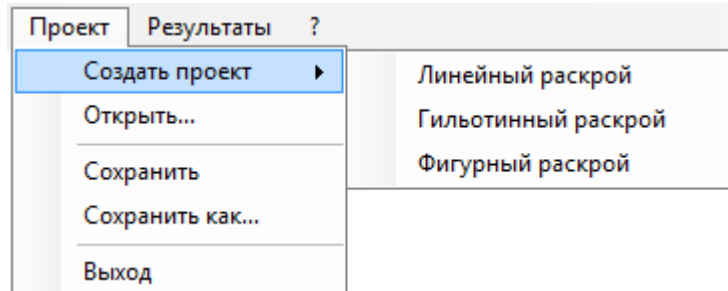 Проект Результаты ?
Создать проект
Линейный раскрой
Открыть...
Гильотинный раскрой
Фигурный раскрой
Сохранить
Сохранить как...
Выход